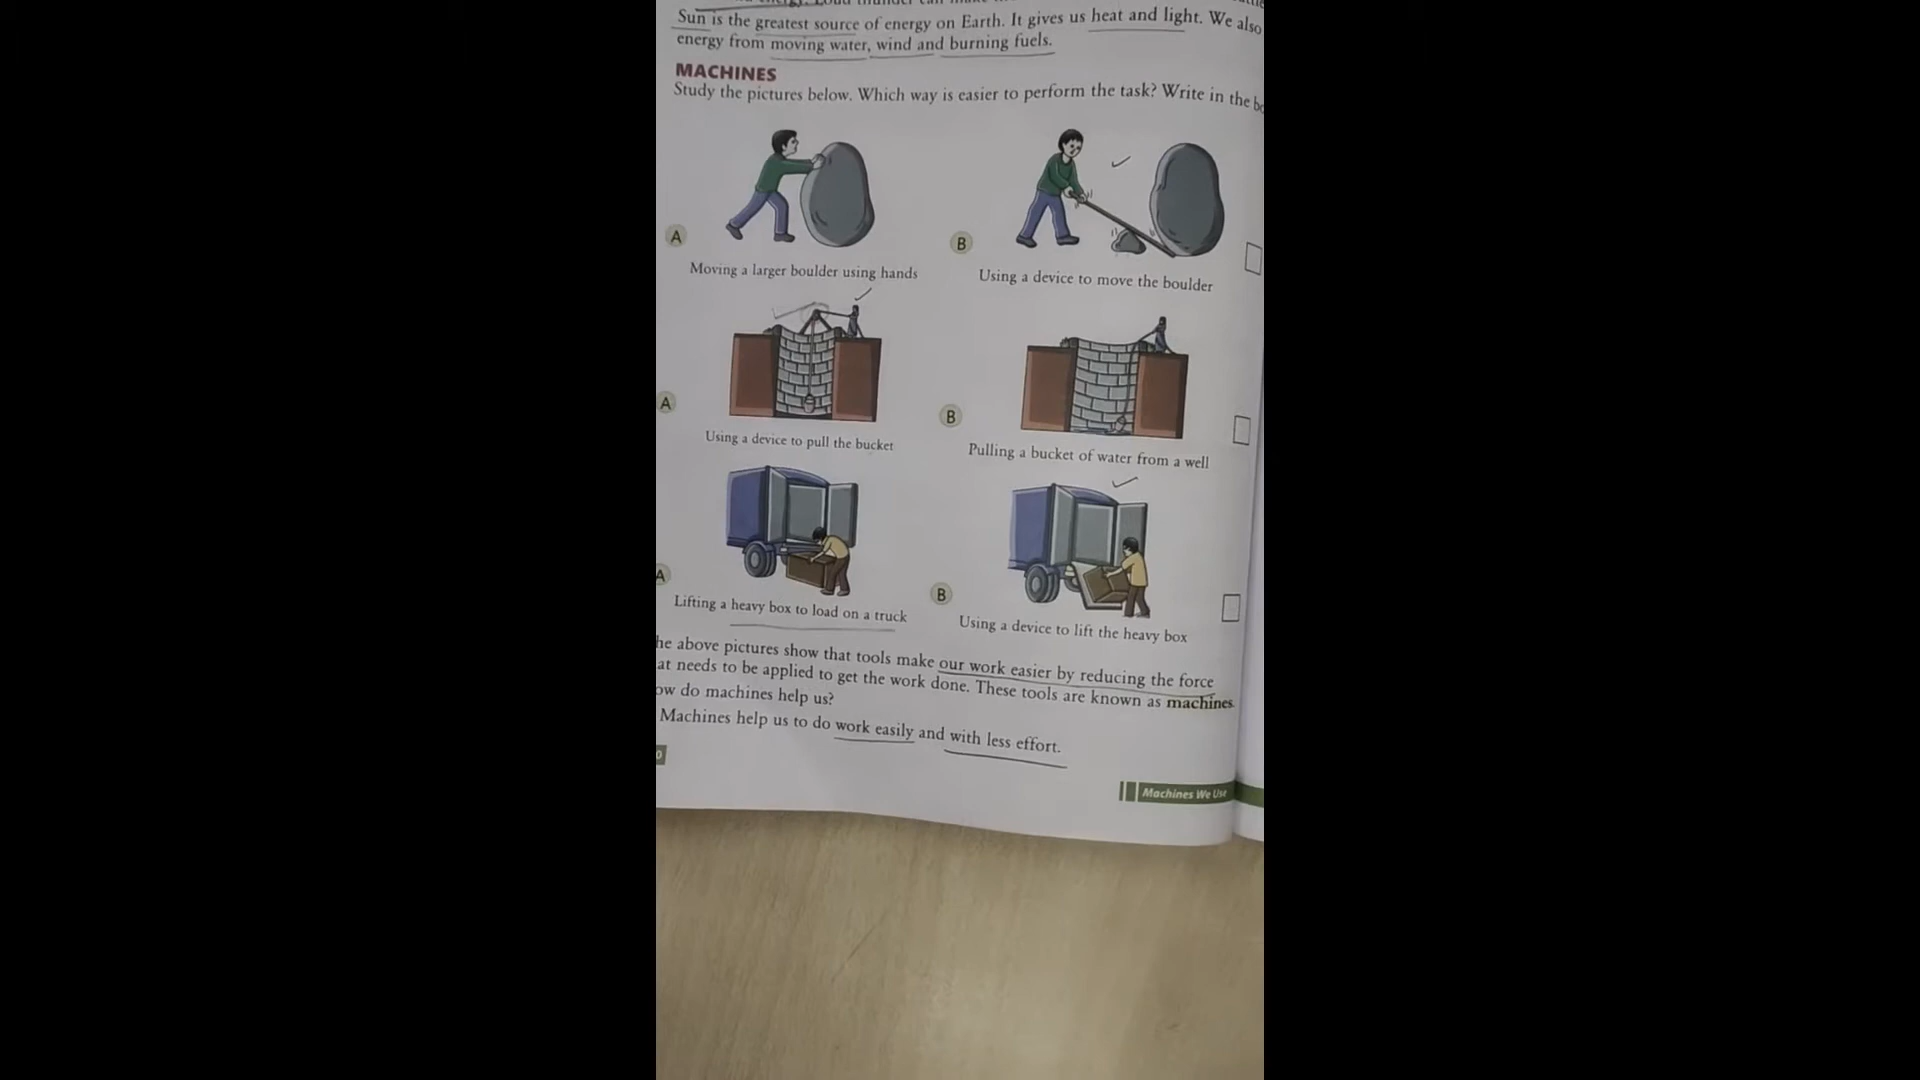 Sun is the greatest source of energy on Earth. It gives us heat and light. We also
energy from moving water, wind and burning fuels.
MACHINES
Study the pictures below. Which way is easier to perform the task? Write in the
A
B
Moving a larger boulder using hands
Using a device to move the boulder
A
B
Using a device to pull the bucket
Pulling a bucket of water from a well
A
B
Lifting a heavy box to load on a truck
Using a device to lift the heavy box
he above pictures show that tools make our work easier by reducing the force
at needs to be applied to get the work done. These tools are known as machines.
ow do machines help us?
Machines help us to do work easily and with less effort.
0
Machines We Use